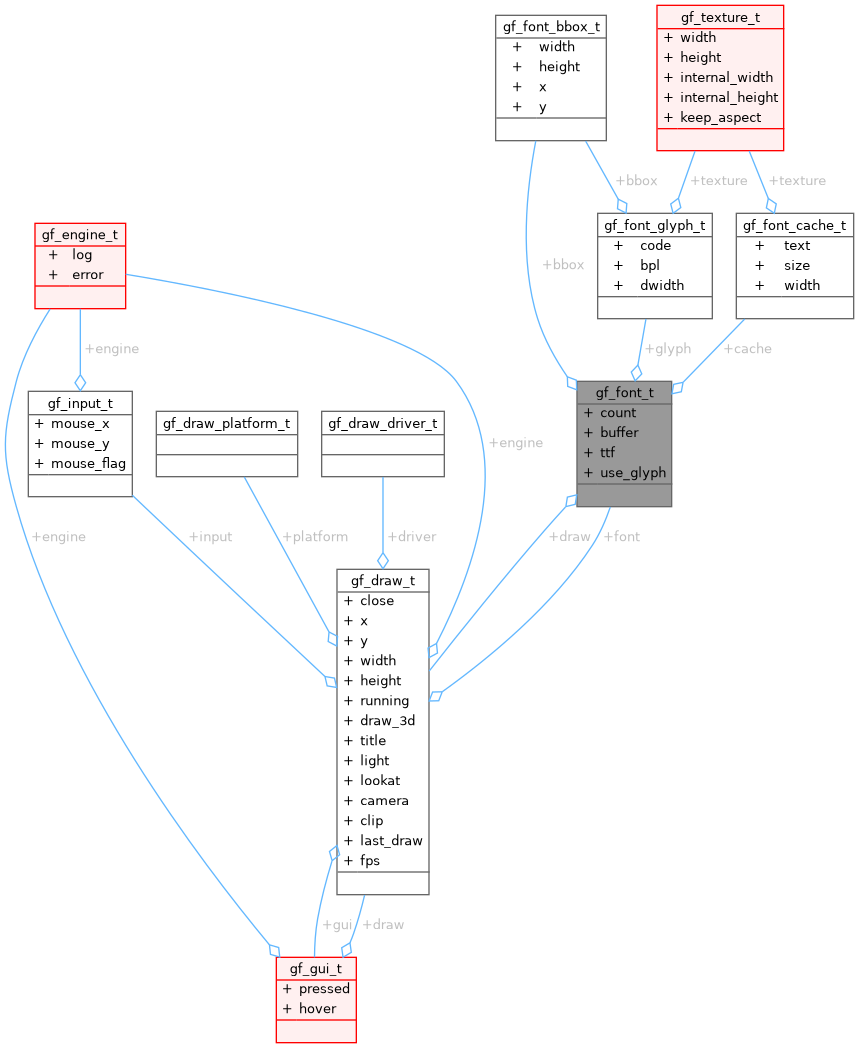 gf_font_bbox_t
+ width
+ height
+ x
+ y
gf_texture_t
+ width
+ height
+ internal_width
+ internal_height
+ keep_aspect
+bbox
+texture
+texture
gf_engine_t
+ log
+ error
gf_font_glyph_t
+ code
+ bpl
+ dwidth
gf_font_cache_t
+ text
+ size
+ width
+bbox
+engine
+glyph
+cache
gf_input_t
+ mouse_x
+ mouse_y
+ mouse_flag
gf_draw_platform_t
gf_draw_driver_t
gf_font_t
+ count
+ buffer
+ ttf
+ use_glyph
+engine
+engine
+input
+platform
+driver
+draw
+font
gf_draw_t
+ close
+ x
+ y
+ width
+ height
+ running
+ draw_3d
+ title
+ light
+ lookat
+ camera
+ clip
+ last_draw
+ fps
+gui
+draw
gf_gui_t
+ pressed
+ hover